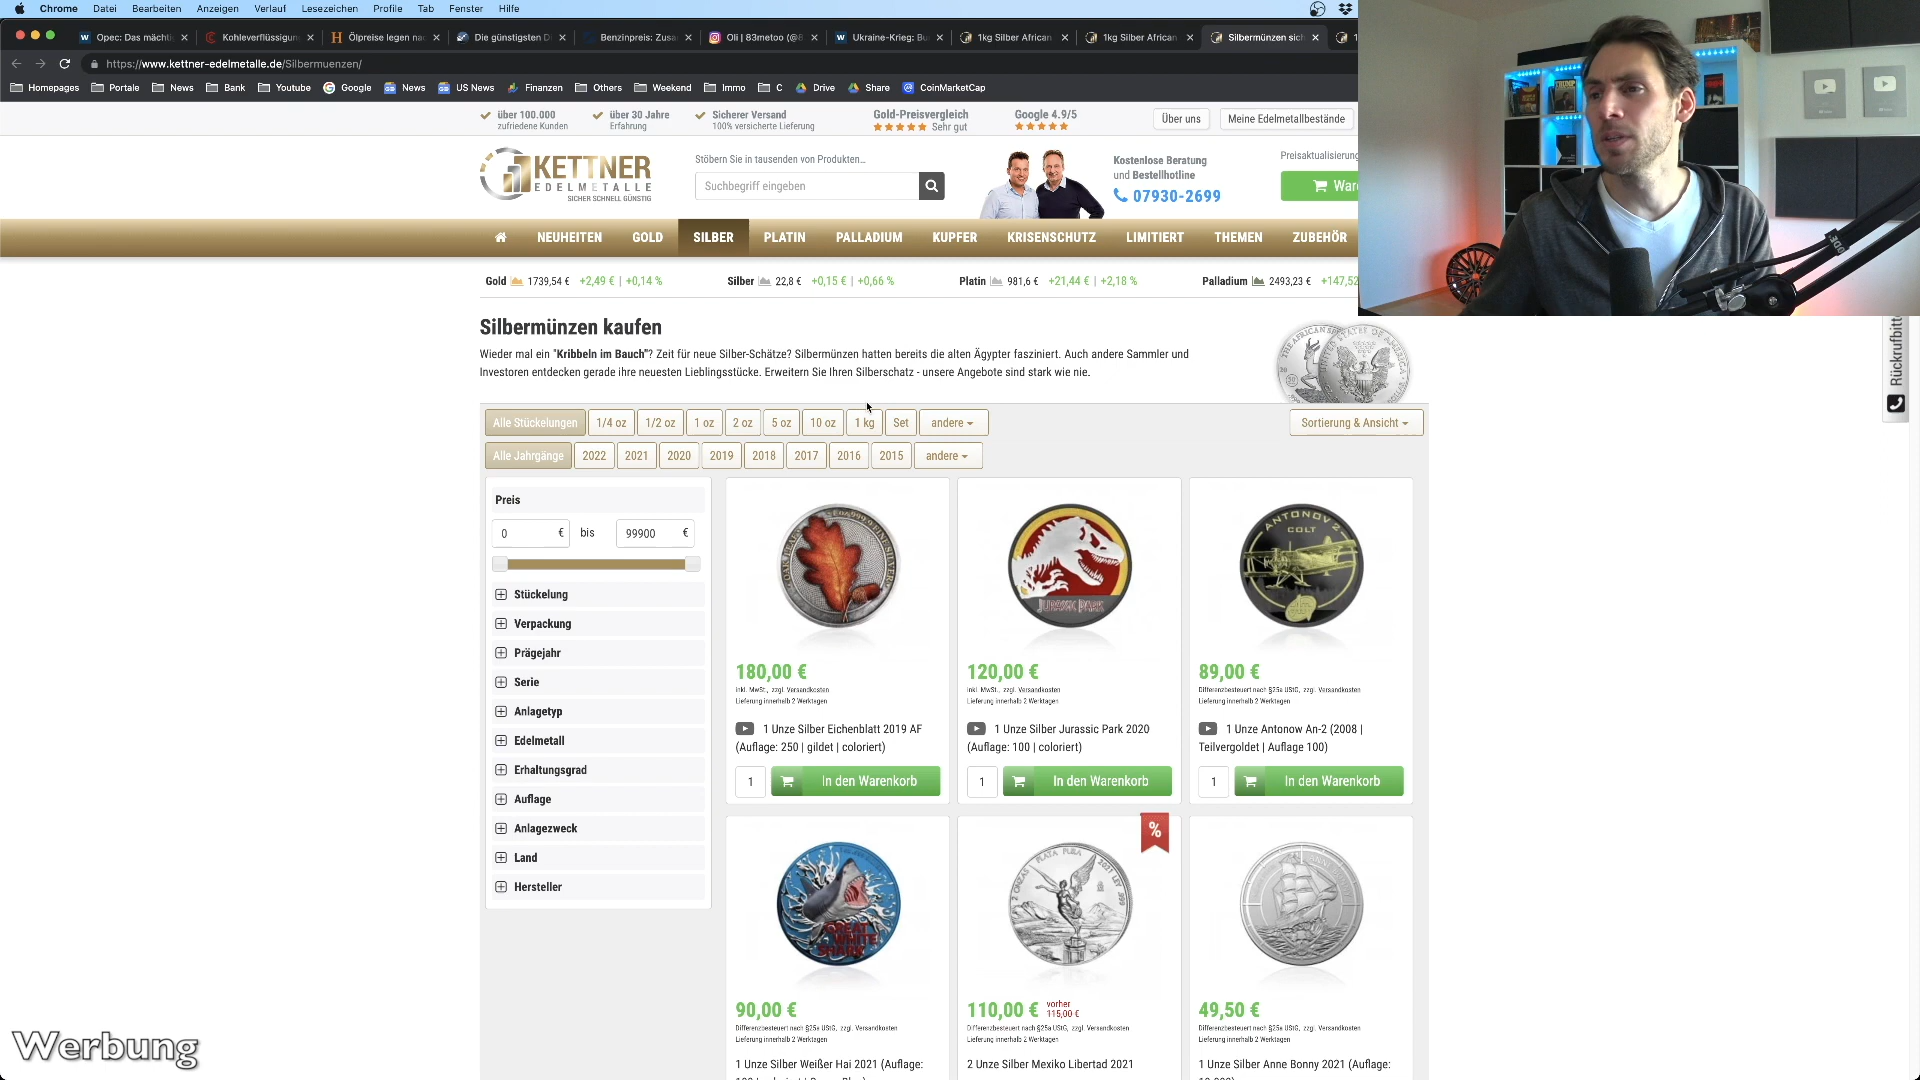 Chrome Datei Bearbeiten Anzeigen Verlauf Lesezeichen Profile Tab Fenster Hilfe
Opec: Das mächti Kohleverflüssigun Ölpreise legen na Die günstigsten D Benzinpreis: Zusa Oli | 83metoo (@8 Ukraine-Krieg: Bu 1kg Silber African 1kg Silber African Silbermünzen sich
https://www.kettner-edelmetalle.de/Silbermuenzen/
Homepages Portale News Bank Youtube Google News US News Finanzen Others Weekend Immo C Drive Share CoinMarketCap
über 100.000 über 30 Jahre Sicherer Versand Gold-Preisvergleich Google 4.9/5
zufriedene Kunden Erfahrung 100% versicherte Lieferung Sehr gut
Über uns Meine Edelmetallbestände
KETTNER
EDELMETALLE
SICHER SCHNELL GÜNSTIG
Stöbern Sie in tausenden von Produkten...
Suchbegriff eingeben
Kostenlose Beratung
und Bestellhotline
07930-2699
Preisaktualisierung
Ware
NEUHEITEN GOLD SILBER PLATIN PALLADIUM KUPFER KRISENSCHUTZ LIMITIERT THEMEN ZUBEHÖR
Gold 1739,54 € +2,49 € | +0,14 % Silber 22,8 € +0,15 € | +0,66 % Platin 981,6 € +21,44 € | +2,18 % Palladium 2493,23 € +147,52
Silbermünzen kaufen
Wieder mal ein "Kribbeln im Bauch"? Zeit für neue Silber-Schätze? Silbermünzen hatten bereits die alten Ägypter fasziniert. Auch andere Sammler und
Investoren entdecken gerade ihre neuesten Lieblingsstücke. Erweitern Sie Ihren Silberschatz - unsere Angebote sind stark wie nie.
Rückrufbitte
Alle Stückelungen 1/4 oz 1/2 oz 1 oz 2 oz 5 oz 10 oz 1 kg Set andere
Sortierung & Ansicht
Alle Jahrgänge 2022 2021 2020 2019 2018 2017 2016 2015 andere
Preis
0 € bis 99900 €
Stückelung
Verpackung
Prägejahr
Serie
Anlagetyp
Edelmetall
Erhaltungsgrad
Auflage
Anlagezweck
Land
Hersteller
JURASSIC PARK
ANTONOV 2
COLT
180,00 €
inkl. MwSt., zzgl. Versandkosten
Lieferung innerhalb 2 Werktagen
1 Unze Silber Eichenblatt 2019 AF
(Auflage: 250 | gildet | coloriert)
1 In den Warenkorb
120,00 €
inkl. MwSt., zzgl. Versandkosten
Lieferung innerhalb 2 Werktagen
1 Unze Silber Jurassic Park 2020
(Auflage: 100 | coloriert)
1 In den Warenkorb
89,00 €
Differenzbesteuert nach §25a UStG, zzgl. Versandkosten
Lieferung innerhalb 2 Werktagen
1 Unze Antonow An-2 (2008 |
Teilvergoldet | Auflage 100)
1 In den Warenkorb
GREAT
WHITE
SHARK
%
90,00 €
Differenzbesteuert nach §25a UStG, zzgl. Versandkosten
Lieferung innerhalb 2 Werktagen
1 Unze Silber Weißer Hai 2021 (Auflage:
110,00 € vorher
115,00 €
Differenzbesteuert nach §25a UStG, zzgl. Versandkosten
Lieferung innerhalb 2 Werktagen
2 Unze Silber Mexiko Libertad 2021
49,50 €
Differenzbesteuert nach §25a UStG, zzgl. Versandkosten
Lieferung innerhalb 2 Werktagen
1 Unze Silber Anne Bonny 2021 (Auflage:
Werbung